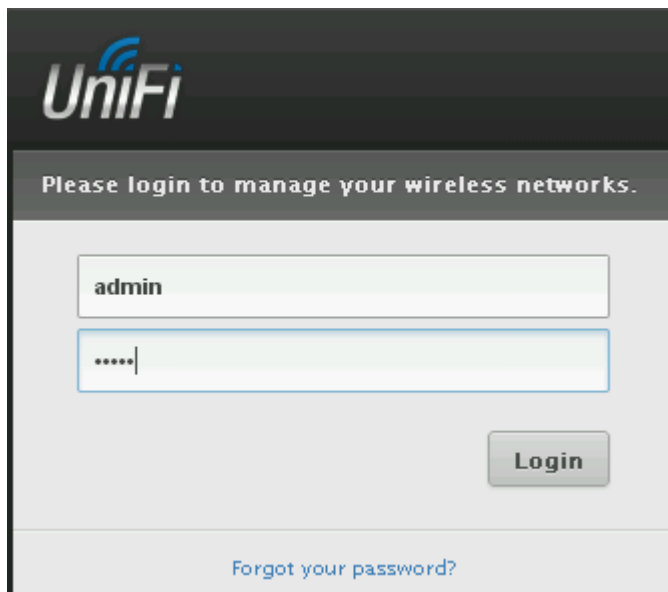 UniFi
Please login to manage your wireless networks.
admin
•••••
Login
Forgot your password?